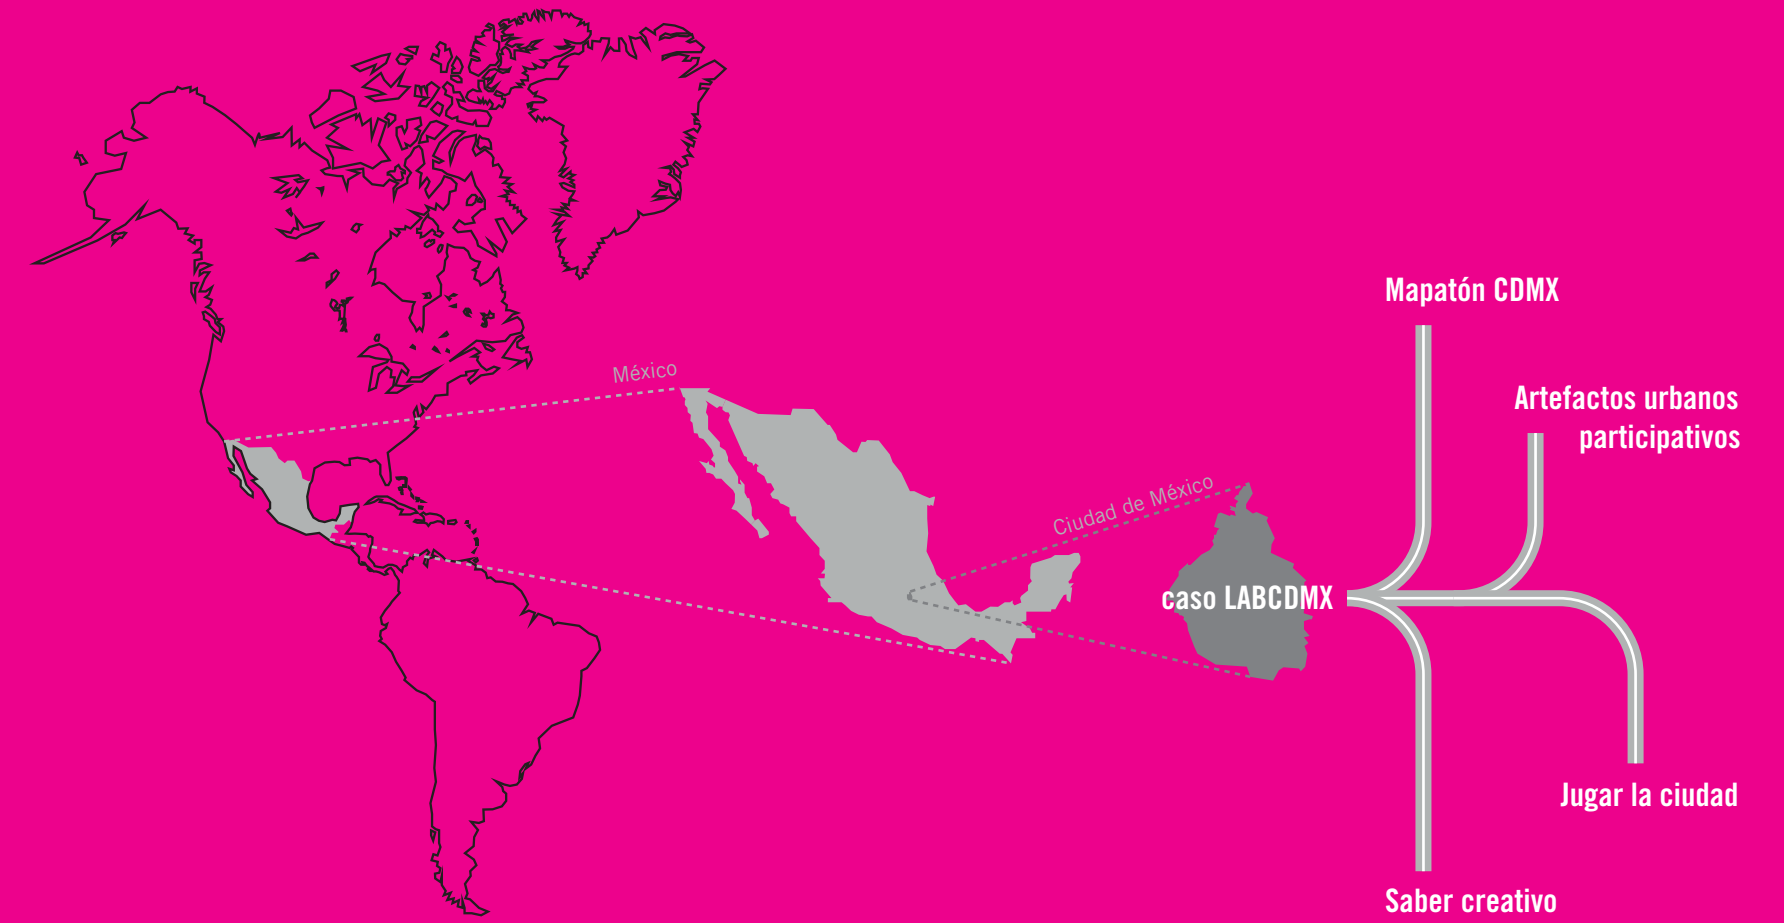 Mapatón CDMX
México
Artefactos urbanos
participativos
Ciudad de México
caso LABCDMX
Jugar la ciudad
Saber creativo